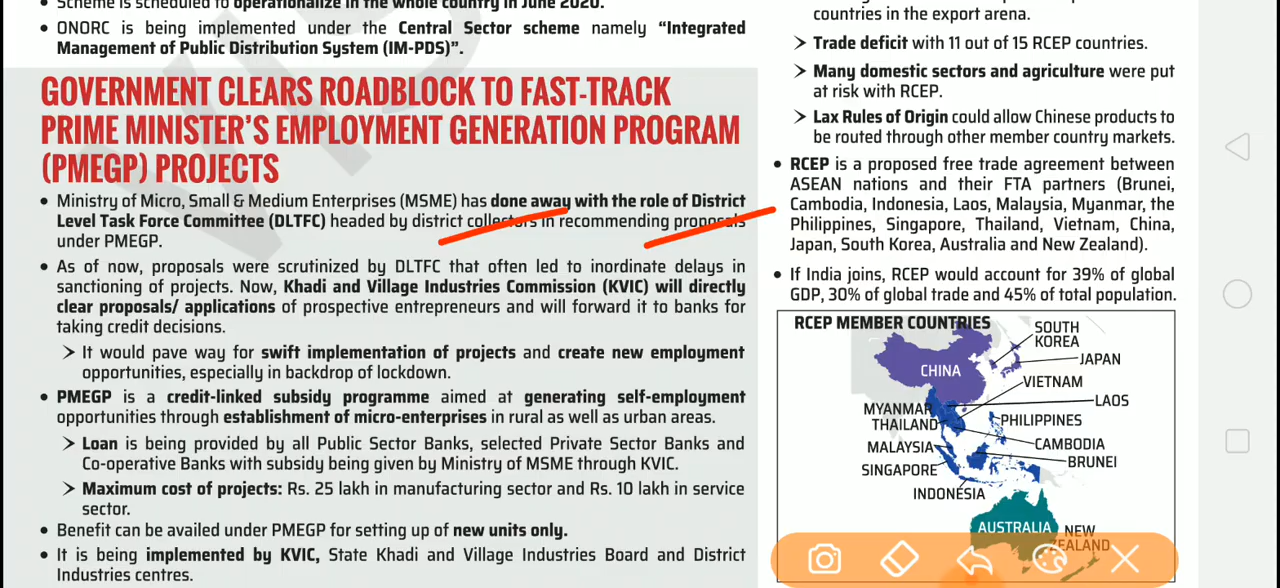 Scheme is scheduled to operationalize in the whole country in June 2020.
• ONORC is being implemented under the Central Sector scheme namely “Integrated
Management of Public Distribution System (IM-PDS)”.
GOVERNMENT CLEARS ROADBLOCK TO FAST-TRACK
PRIME MINISTER’S EMPLOYMENT GENERATION PROGRAM
(PMEGP) PROJECTS
• Ministry of Micro, Small & Medium Enterprises (MSME) has done away with the role of District
Level Task Force Committee (DLTFC) headed by district collectors in recommending proposals
under PMEGP.
• As of now, proposals were scrutinized by DLTFC that often led to inordinate delays in
sanctioning of projects. Now, Khadi and Village Industries Commission (KVIC) will directly
clear proposals/ applications of prospective entrepreneurs and will forward it to banks for
taking credit decisions.
> It would pave way for swift implementation of projects and create new employment
opportunities, especially in backdrop of lockdown.
• PMEGP is a credit-linked subsidy programme aimed at generating self-employment
opportunities through establishment of micro-enterprises in rural as well as urban areas.
> Loan is being provided by all Public Sector Banks, selected Private Sector Banks and
Co-operative Banks with subsidy being given by Ministry of MSME through KVIC.
> Maximum cost of projects: Rs. 25 lakh in manufacturing sector and Rs. 10 lakh in service
sector.
• Benefit can be availed under PMEGP for setting up of new units only.
• It is being implemented by KVIC, State Khadi and Village Industries Board and District
Industries centres.
countries in the export arena.
> Trade deficit with 11 out of 15 RCEP countries.
> Many domestic sectors and agriculture were put
at risk with RCEP.
> Lax Rules of Origin could allow Chinese products to
be routed through other member country markets.
• RCEP is a proposed free trade agreement between
ASEAN nations and their FTA partners (Brunei,
Cambodia, Indonesia, Laos, Malaysia, Myanmar, the
Philippines, Singapore, Thailand, Vietnam, China,
Japan, South Korea, Australia and New Zealand).
• If India joins, RCEP would account for 39% of global
GDP, 30% of global trade and 45% of total population.
RCEP MEMBER COUNTRIES
SOUTH
KOREA
JAPAN
CHINA
VIETNAM
LAOS
MYANMAR
THAILAND
PHILIPPINES
CAMBODIA
MALAYSIA
BRUNEI
SINGAPORE
INDONESIA
AUSTRALIA
NEW
ZEALAND